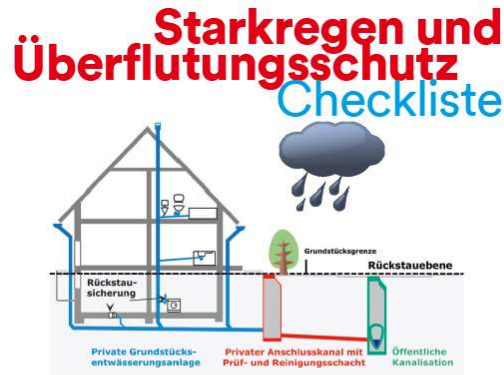 Starkregen und
Überflutungsschutz
Checkliste
Grundstücksgrenze
Rückstauebene
Rückstau-
sicherung
Private Grundstücks-
entwässerungsanlage
Privater Anschlusskanal mit
Prüf- und Reinigungsschacht
Öffentliche
Kanalisation